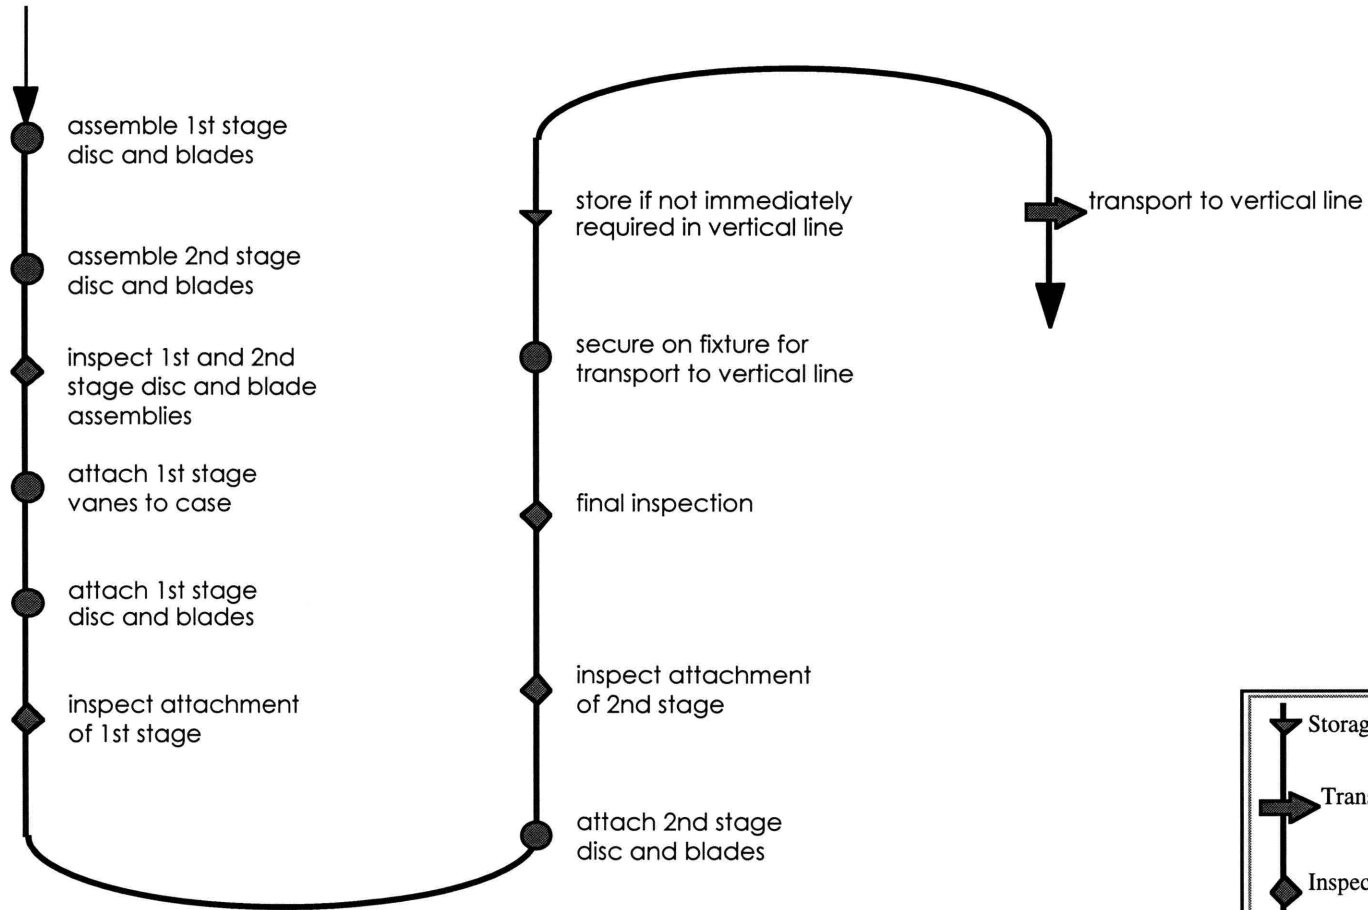 assemble 1st stage
disc and blades
assemble 2nd stage
disc and blades
inspect 1st and 2nd
stage disc and blade
assemblies
attach 1st stage
vanes to case
attach 1st stage
disc and blades
inspect attachment
of 1st stage
store if not immediately
required in vertical line
secure on fixture for
transport to vertical line
final inspection
inspect attachment
of 2nd stage
attach 2nd stage
disc and blades
transport to vertical line